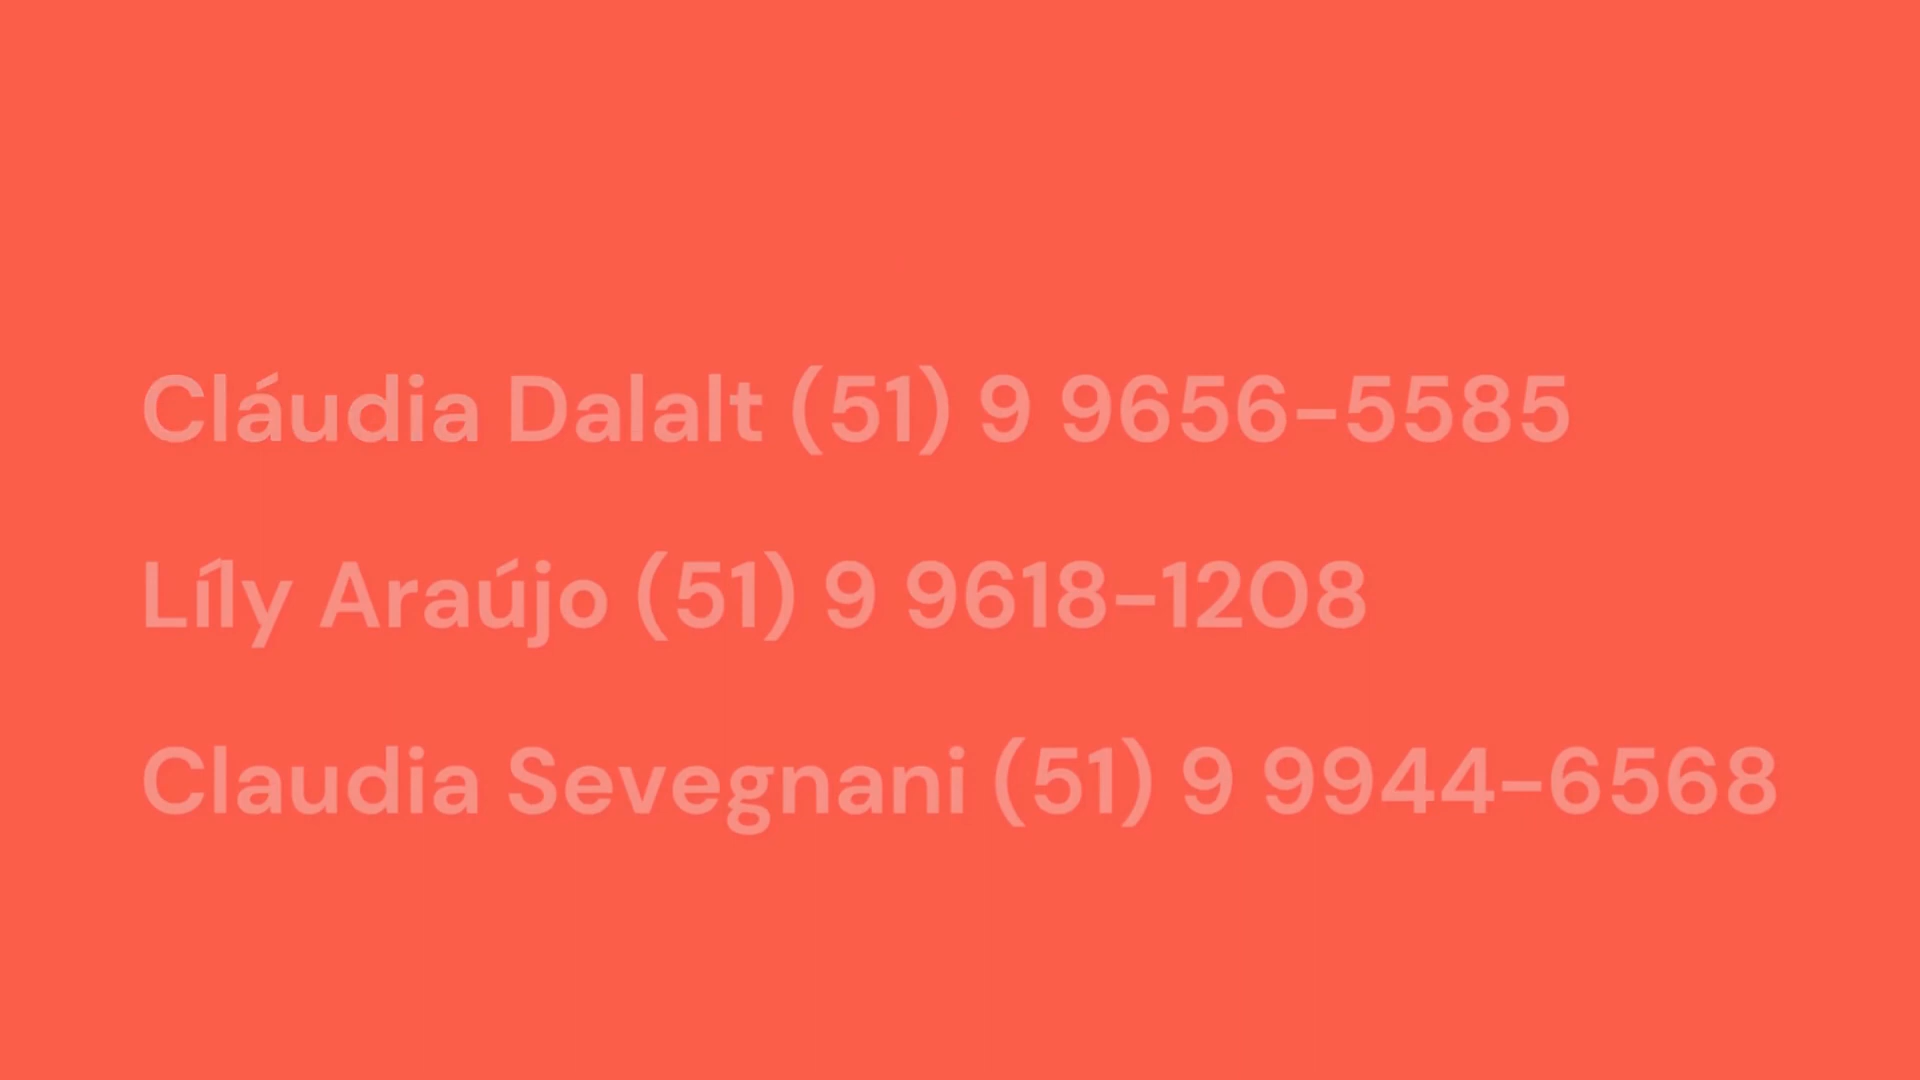 Cláudia Dalalt (51) 9 9656-5585
Líly Araújo (51) 9 9618-1208
Claudia Sevegnani (51) 9 9944-6568